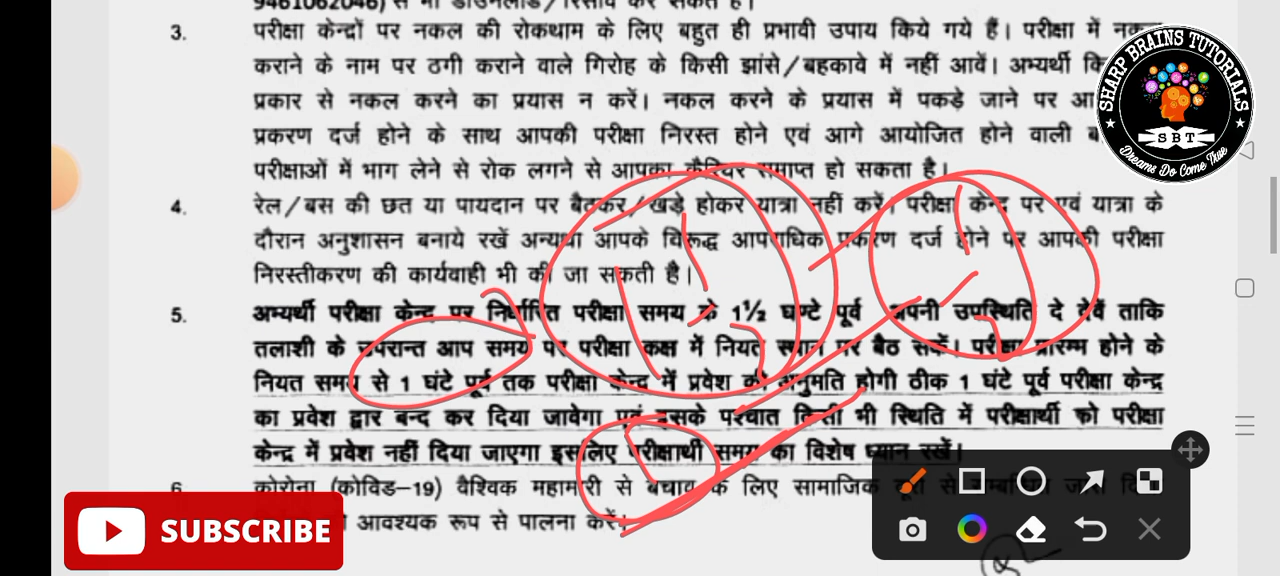 9461062046) से भी डाउनलोड/रिसीव कर सकते हैं।
3. परीक्षा केन्द्रों पर नकल की रोकथाम के लिए बहुत ही प्रभावी उपाय किये गये हैं। परीक्षा में
कराने के नाम पर ठगी कराने वाले गिरोह के किसी झांसे/बहकावे में नहीं आवें। अभ्यर्थी
प्रकार से नकल करने का प्रयास न करें। नकल करने के प्रयास में पकड़े जाने पर
प्रकरण दर्ज होने के साथ आपकी परीक्षा निरस्त होने एवं आगे आयोजित होने वाली
परीक्षाओं में भाग लेने से रोक लगने से आपका कैरियर समाप्त हो सकता है।
4. रेल/बस की छत या पायदान पर बैठकर/खड़े होकर यात्रा नहीं करें। परीक्षा केन्द्र पर एवं यात्रा के
दौरान अनुशासन बनाये रखें अन्यथा आपके विरूद्ध आपराधिक प्रकरण दर्ज होने पर आपकी परीक्षा
निरस्तीकरण की कार्यवाही भी की जा सकती है।
5. अभ्यर्थी परीक्षा केन्द्र पर निर्धारित परीक्षा समय के 1½ घण्टे पूर्व अपनी उपस्थिति दे देवें ताकि
तलाशी के उपरान्त आप समय पर परीक्षा कक्ष में नियत स्थान पर बैठ सकें। परीक्षा प्रारम्भ होने के
नियत समय से 1 घंटे पूर्व तक परीक्षा केन्द्र में प्रवेश की अनुमति होगी ठीक 1 घंटे पूर्व परीक्षा केन्द्र
का प्रवेश द्वार बन्द कर दिया जावेगा एवं इसके पश्चात किसी भी स्थिति में परीक्षार्थी को परीक्षा
केन्द्र में प्रवेश नहीं दिया जाएगा इसलिए परीक्षार्थी समय का विशेष ध्यान रखें।
6. कोरोना (कोविड–19) वैश्विक महामारी से बचाव के लिए सामाजिक दूरी से सम्बन्धित जारी
आवश्यक रूप से पालना करें।
SHARP BRAINS TUTORIALS
SBT
Dreams Do Come True
SUBSCRIBE